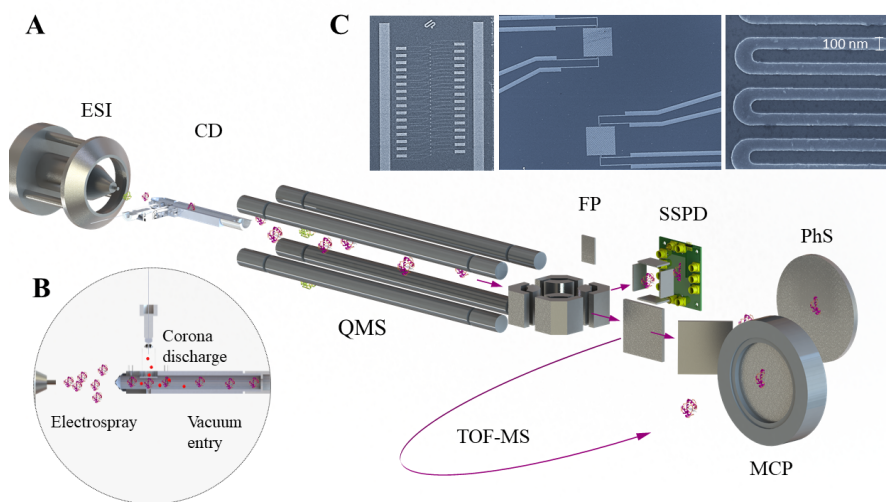 A
C
100 nm
ESI
CD
FP
SSPD
PhS
B
QMS
Corona
discharge
Electrospray
Vacuum
entry
TOF-MS
MCP